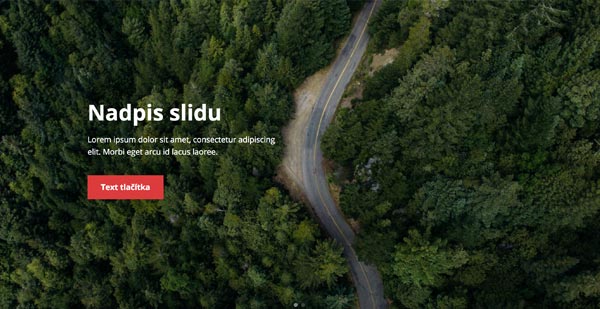 Nadpis slidu
Lorem ipsum dolor sit amet, consectetur adipiscing
elit. Morbi eget arcu id lacus laoree.
Text tlačítka